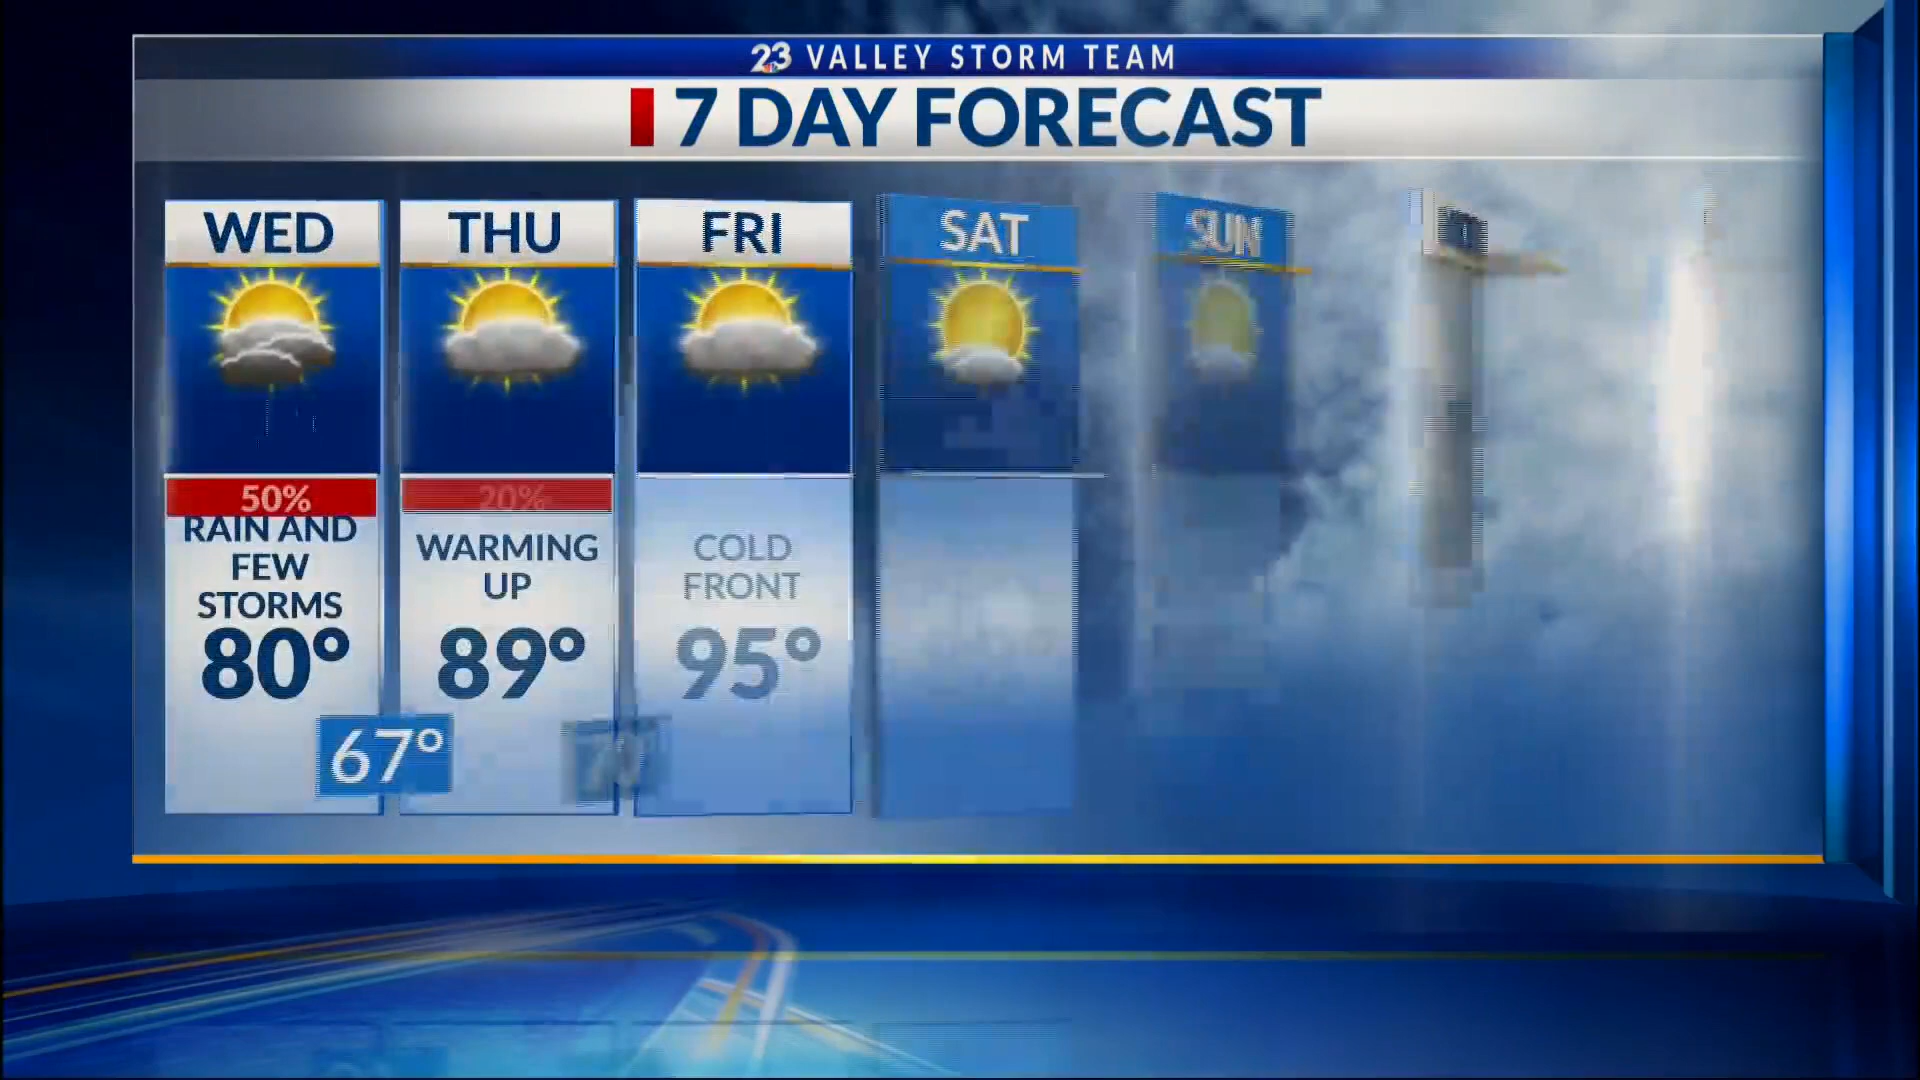 23 VALLEY STORM TEAM
7 DAY FORECAST
WED
THU
FRI
SAT
SUN
50%
RAIN AND
FEW
STORMS
80°
67°
20%
WARMING
UP
89°
COLD
FRONT
95°